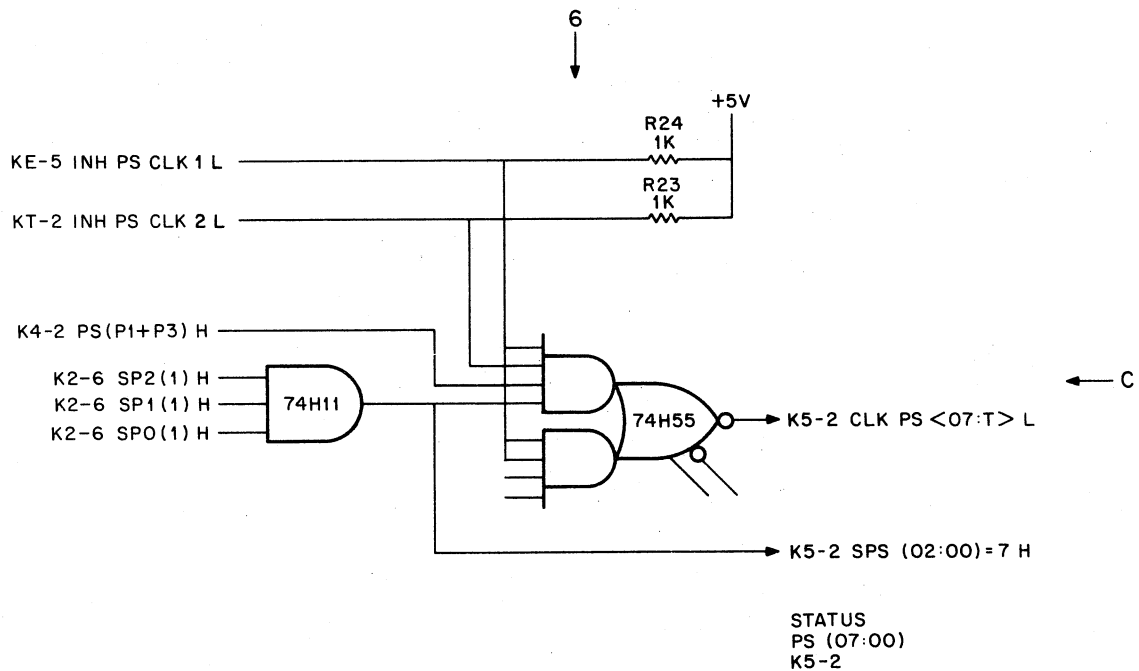 6
+5V
R24
1K
KE-5 INH PS CLK 1 L
R23
1K
KT-2 INH PS CLK 2 L
K4-2 PS(P1+P3) H
K2-6 SP2(1) H
K2-6 SP1(1) H
K2-6 SP0(1) H
74H11
C
74H55
K5-2 CLK PS <07:T> L
K5-2 SPS (02:00)=7 H
STATUS
PS (07:00)
K5-2